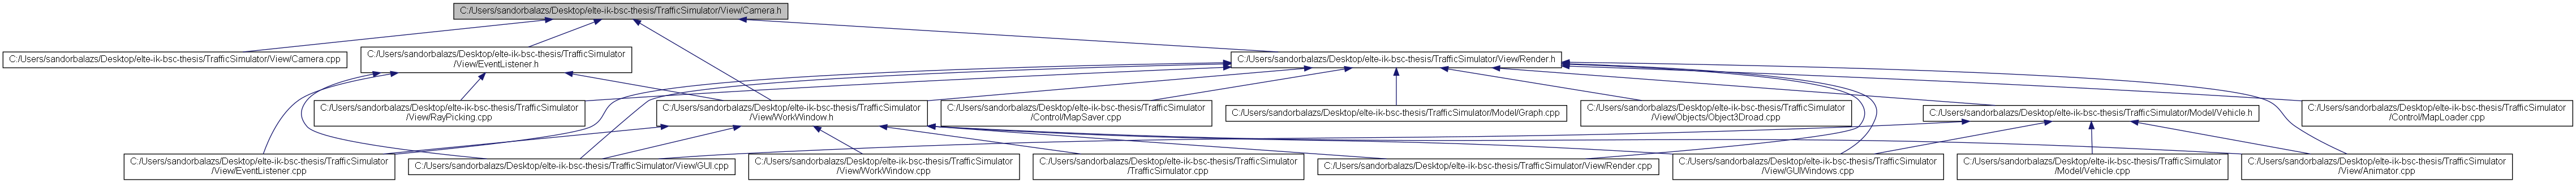 C:/Users/sandorbalazs/Desktop/elte-ik-bsc-thesis/TrafficSimulator/View/Camera.h
C:/Users/sandorbalazs/Desktop/elte-ik-bsc-thesis/TrafficSimulator/View/Camera.cpp
C:/Users/sandorbalazs/Desktop/elte-ik-bsc-thesis/TrafficSimulator
/View/EventListener.h
C:/Users/sandorbalazs/Desktop/elte-ik-bsc-thesis/TrafficSimulator/View/Render.h
C:/Users/sandorbalazs/Desktop/elte-ik-bsc-thesis/TrafficSimulator
/View/RayPicking.cpp
C:/Users/sandorbalazs/Desktop/elte-ik-bsc-thesis/TrafficSimulator
/View/WorkWindow.h
C:/Users/sandorbalazs/Desktop/elte-ik-bsc-thesis/TrafficSimulator
/Control/MapSaver.cpp
C:/Users/sandorbalazs/Desktop/elte-ik-bsc-thesis/TrafficSimulator/Model/Graph.cpp
C:/Users/sandorbalazs/Desktop/elte-ik-bsc-thesis/TrafficSimulator
/View/Objects/Object3Droad.cpp
C:/Users/sandorbalazs/Desktop/elte-ik-bsc-thesis/TrafficSimulator/Model/Vehicle.h
C:/Users/sandorbalazs/Desktop/elte-ik-bsc-thesis/TrafficSimulator
/Control/MapLoader.cpp
C:/Users/sandorbalazs/Desktop/elte-ik-bsc-thesis/TrafficSimulator
/View/EventListener.cpp
C:/Users/sandorbalazs/Desktop/elte-ik-bsc-thesis/TrafficSimulator/View/GUI.cpp
C:/Users/sandorbalazs/Desktop/elte-ik-bsc-thesis/TrafficSimulator
/View/WorkWindow.cpp
C:/Users/sandorbalazs/Desktop/elte-ik-bsc-thesis/TrafficSimulator
/TrafficSimulator.cpp
C:/Users/sandorbalazs/Desktop/elte-ik-bsc-thesis/TrafficSimulator/View/Render.cpp
C:/Users/sandorbalazs/Desktop/elte-ik-bsc-thesis/TrafficSimulator
/View/GUIWindows.cpp
C:/Users/sandorbalazs/Desktop/elte-ik-bsc-thesis/TrafficSimulator
/Model/Vehicle.cpp
C:/Users/sandorbalazs/Desktop/elte-ik-bsc-thesis/TrafficSimulator
/View/Animator.cpp